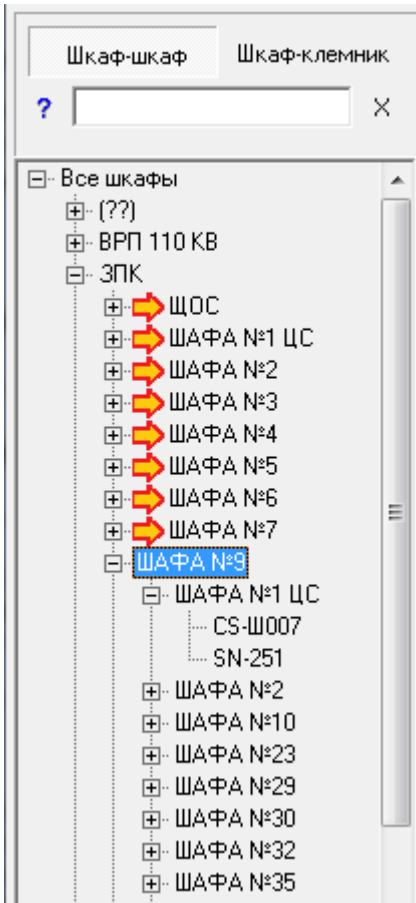 Шкаф-шкаф Шкаф-клемник
? X
Все шкафы
(??)
ВРП 110 КВ
ЗПК
ЩОС
ШАФА №1 ЦС
ШАФА №2
ШАФА №3
ШАФА №4
ШАФА №5
ШАФА №6
ШАФА №7
ШАФА №9
ШАФА №1 ЦС
CS-Ш007
SN-251
ШАФА №2
ШАФА №10
ШАФА №23
ШАФА №29
ШАФА №30
ШАФА №32
ШАФА №35